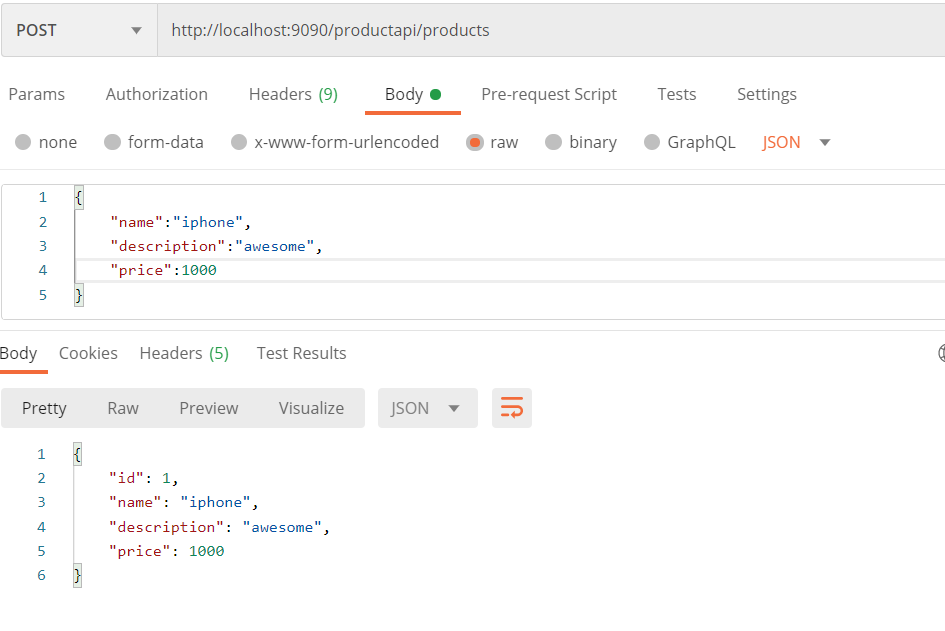 POST http://localhost:9090/productapi/products
Params Authorization Headers (9) Body Pre-request Script Tests Settings
none form-data x-www-form-urlencoded raw binary GraphQL JSON
1 {
2 "name":"iphone",
3 "description":"awesome",
4 "price":1000
5 }
Body Cookies Headers (5) Test Results
Pretty Raw Preview Visualize JSON
1 {
2 "id": 1,
3 "name": "iphone",
4 "description": "awesome",
5 "price": 1000
6 }